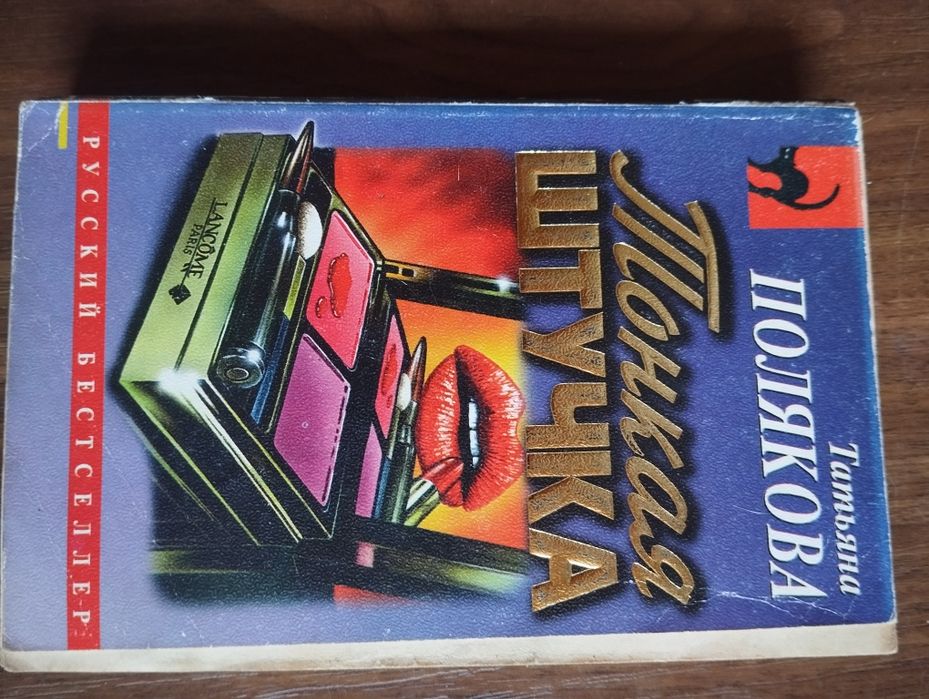 Татьяна
ПОЛЯКОВА
Тонкая
ШТУЧКА
LANCÔME
PARIS
РУССКИЙ БЕСТСЕЛЛЕР